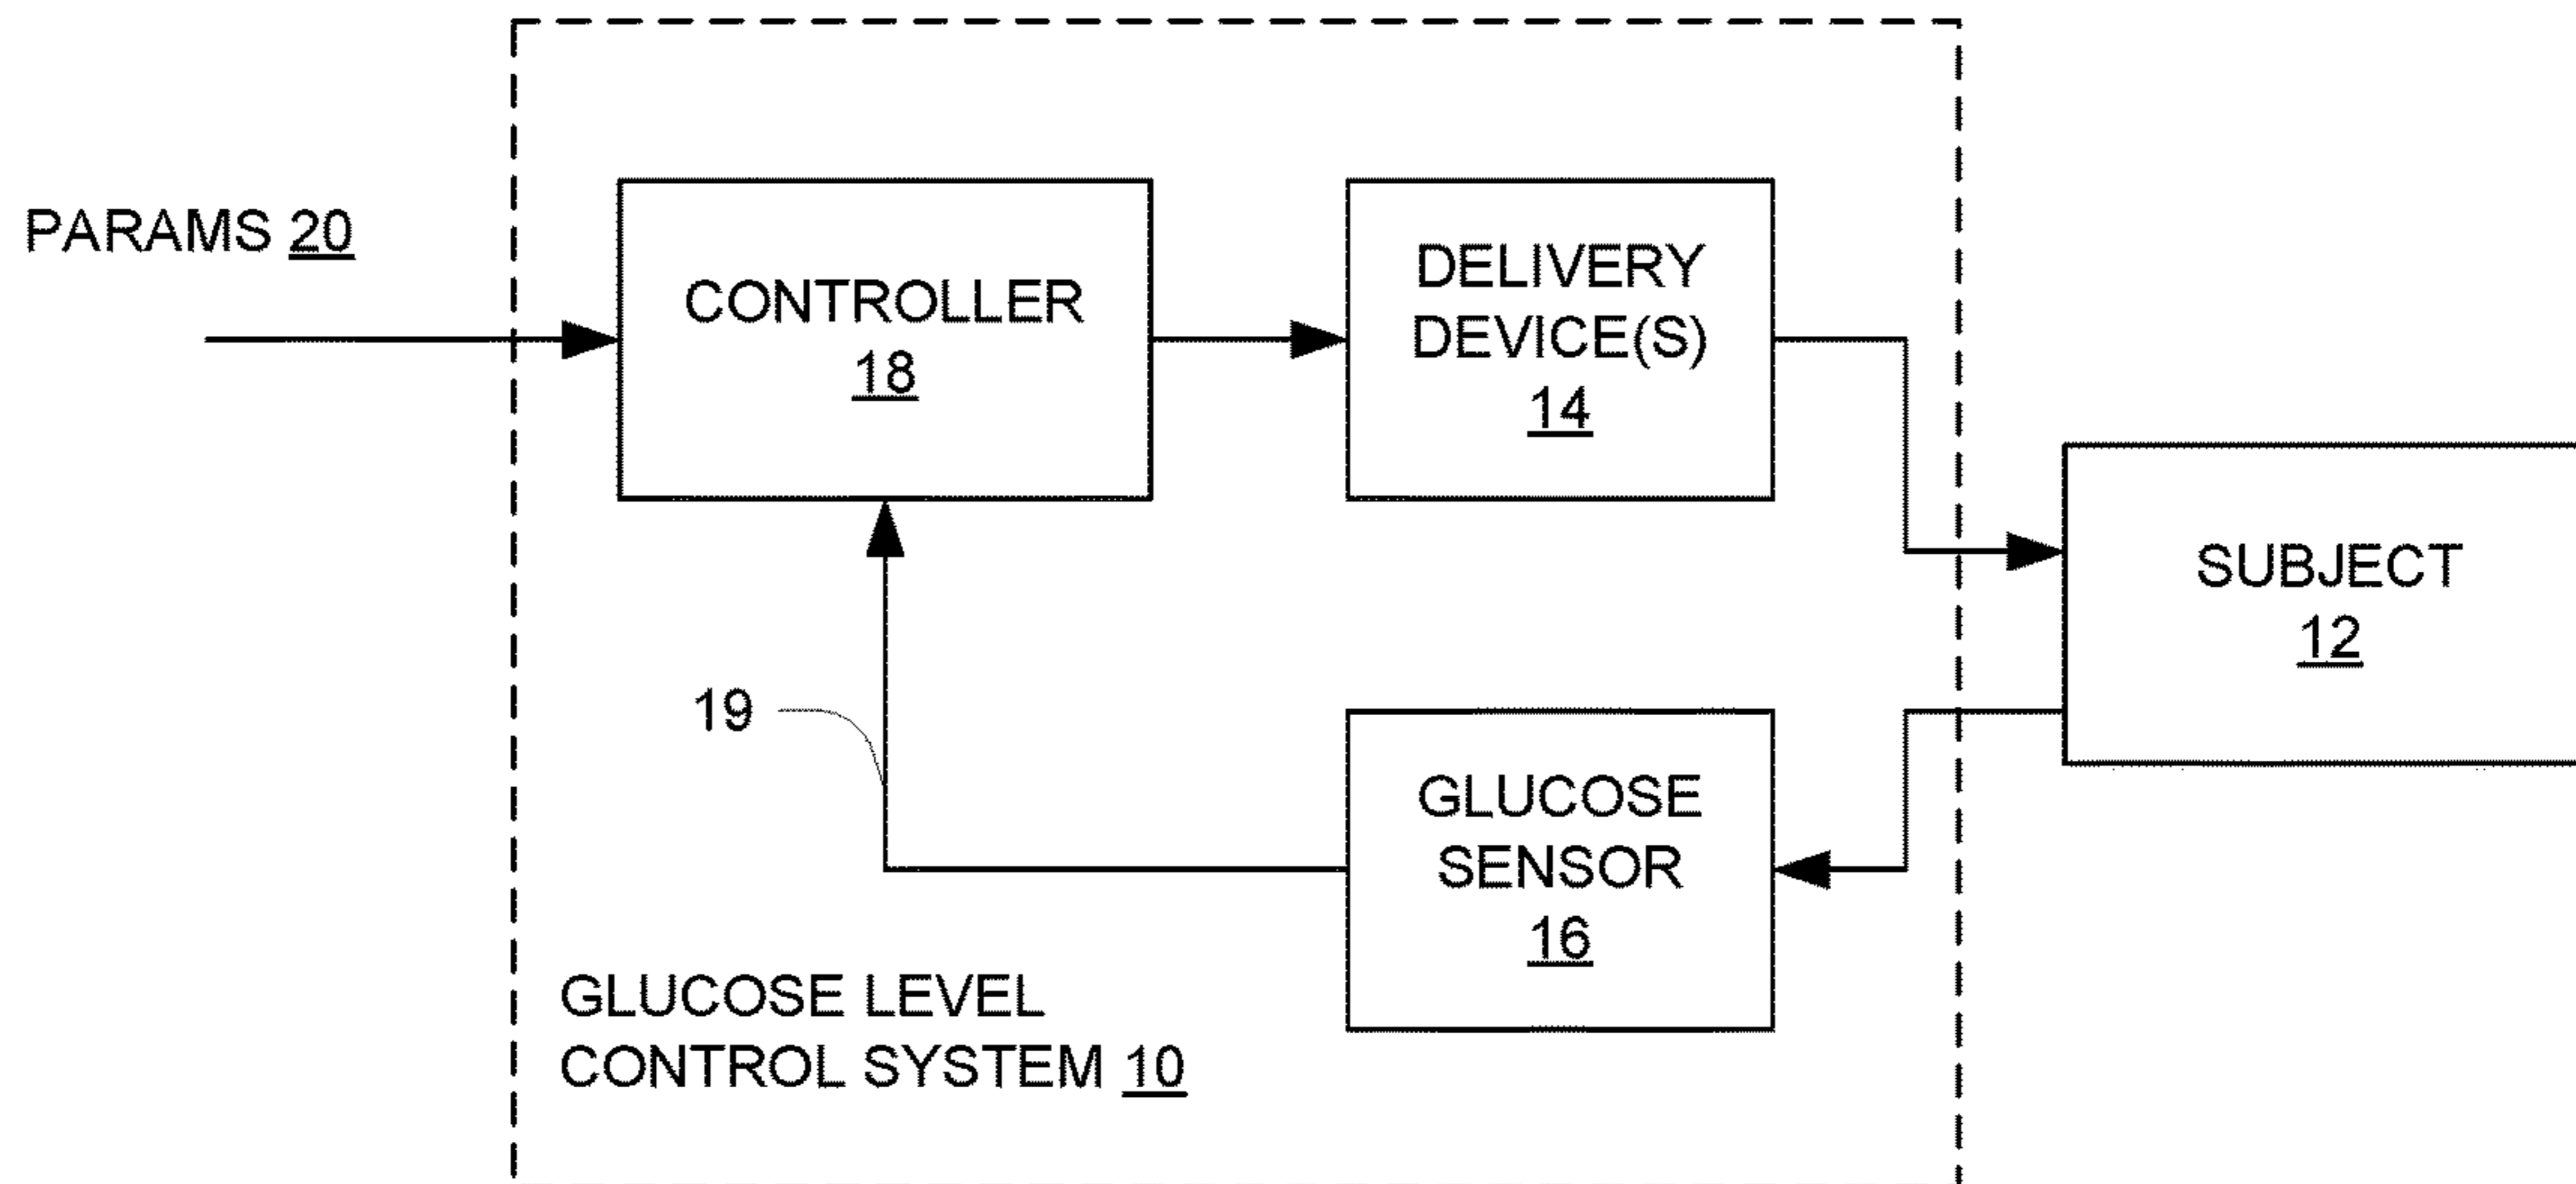 PARAMS 20
CONTROLLER
18
DELIVERY
DEVICE(S)
14
SUBJECT
12
19
GLUCOSE
SENSOR
16
GLUCOSE LEVEL
CONTROL SYSTEM 10